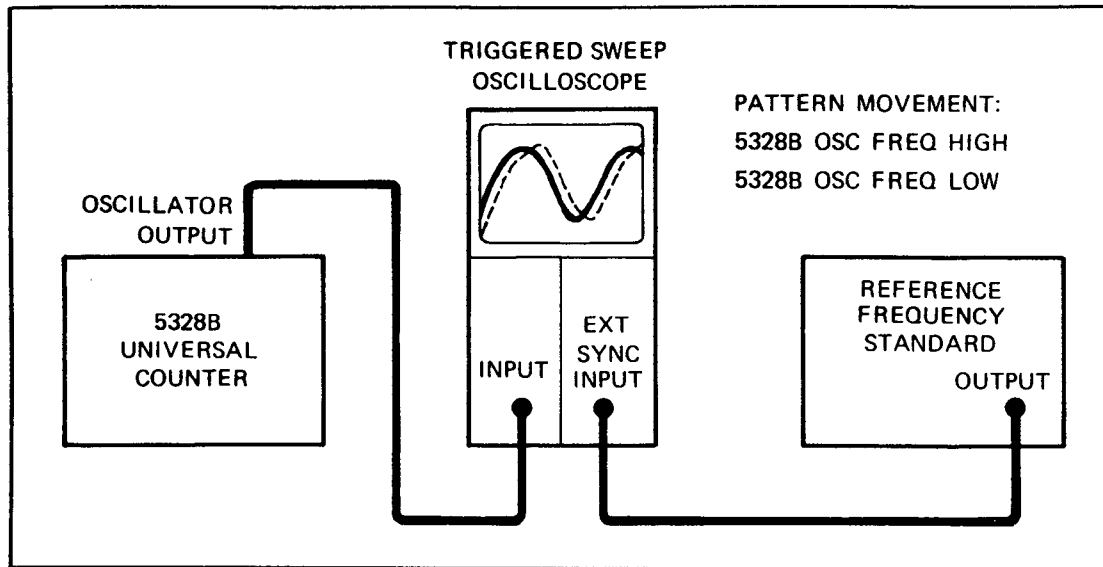 TRIGGERED SWEEP
OSCILLOSCOPE
PATTERN MOVEMENT:
5328B OSC FREQ HIGH
5328B OSC FREQ LOW
OSCILLATOR
OUTPUT
5328B
UNIVERSAL
COUNTER
INPUT
EXT
SYNC
INPUT
REFERENCE
FREQUENCY
STANDARD
OUTPUT